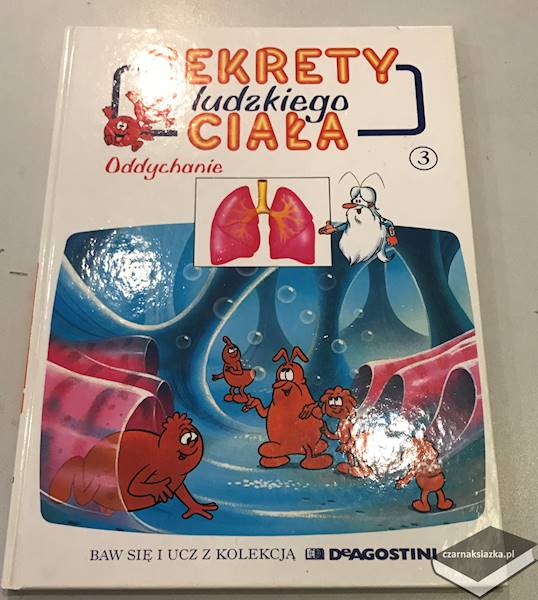 SEKRETY
ludzkiego
CIAŁA
Oddychanie
3
BAW SIĘ I UCZ Z KOLEKCJĄ DeAGOSTINI
czarnaksiazka.pl